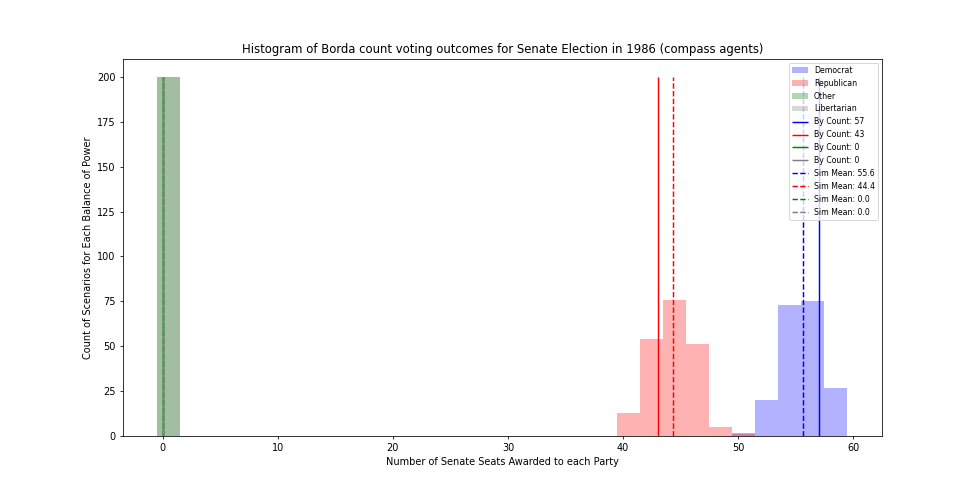 Histogram of Borda count voting outcomes for Senate Election in 1986 (compass agents)
Democrat
Republican
Other
Libertarian
By Count: 57
By Count: 43
By Count: 0
By Count: 0
Sim Mean: 55.6
Sim Mean: 44.4
Sim Mean: 0.0
Sim Mean: 0.0
Count of Scenarios for Each Balance of Power
200
175
150
125
100
75
50
25
0
0 10 20 30 40 50 60
Number of Senate Seats Awarded to each Party